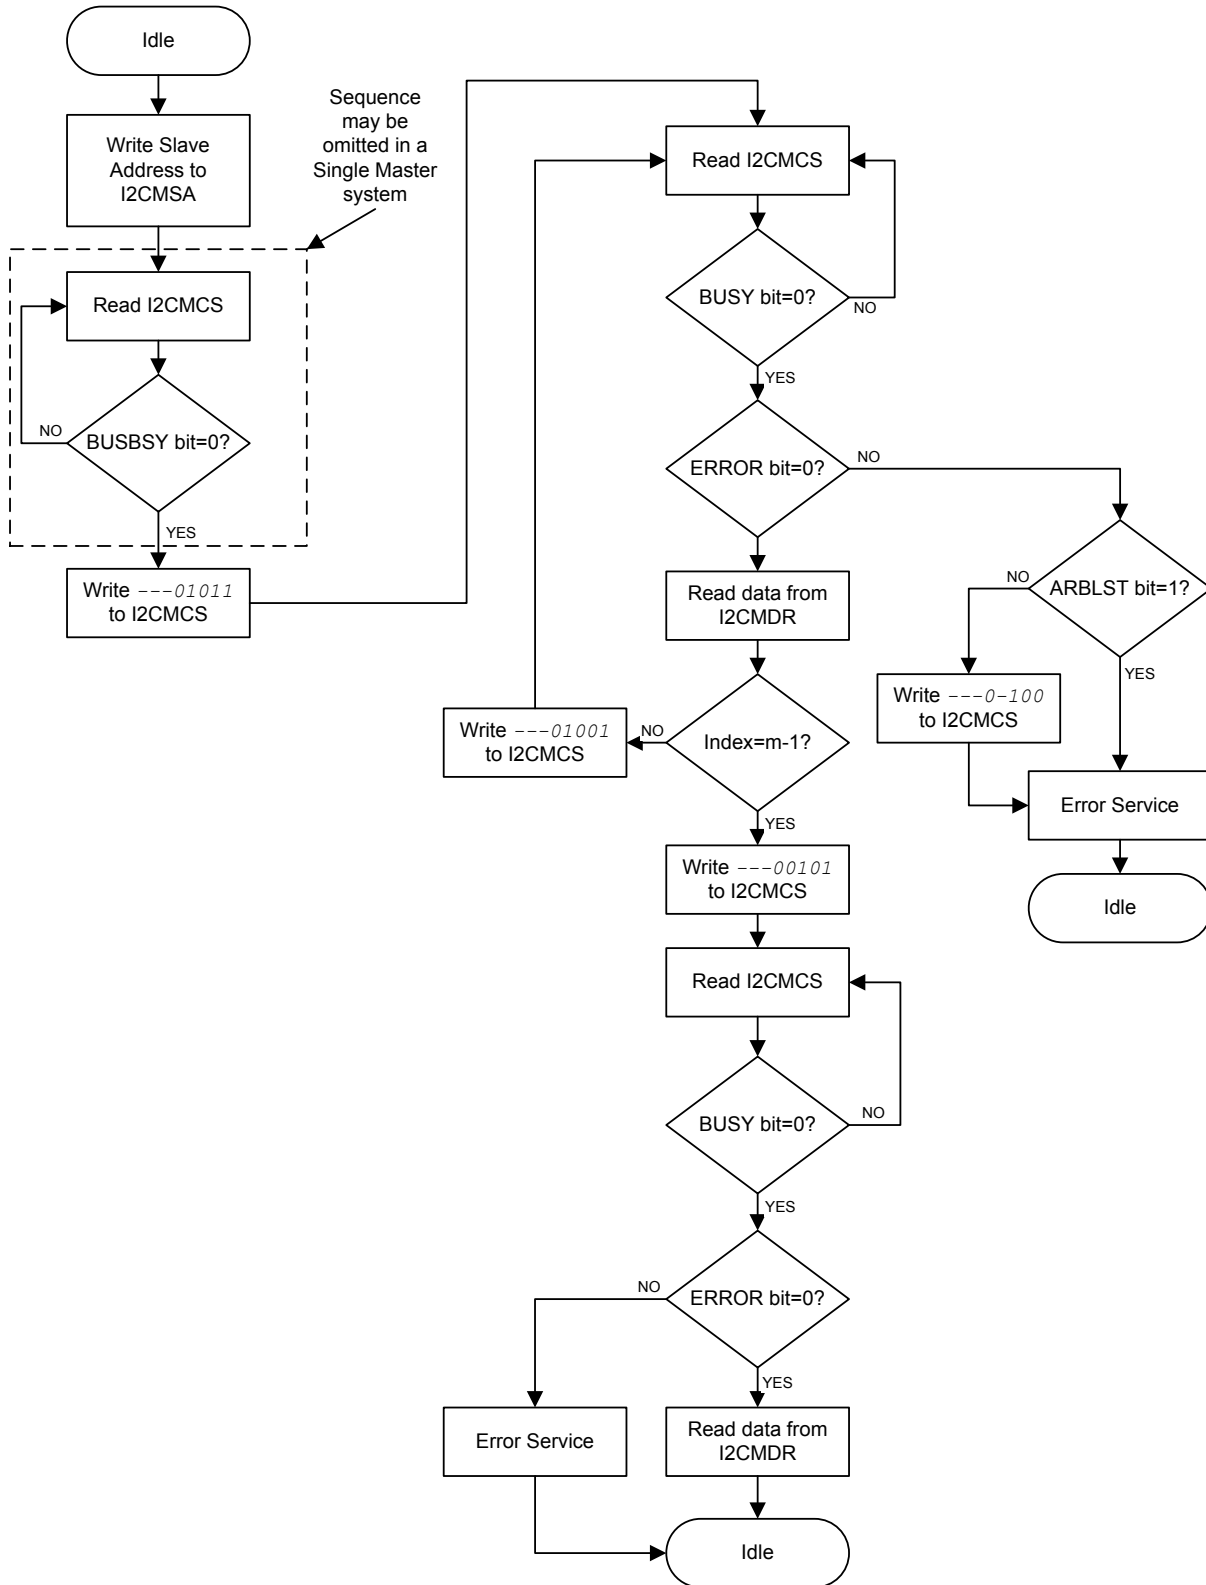 Idle
Write Slave
Address to
I2CMSA
Sequence
may be
omitted in a
Single Master
system
Read I2CMCS
BUSBSY bit=0?
NO
YES
Write ---01011
to I2CMCS
Read I2CMCS
BUSY bit=0?
NO
YES
ERROR bit=0?
NO
ARBLST bit=1?
NO
YES
Write ---0-100
to I2CMCS
Error Service
Idle
Read data from
I2CMDR
Index=m-1?
NO
Write ---01001
to I2CMCS
YES
Write ---00101
to I2CMCS
Read I2CMCS
BUSY bit=0?
NO
YES
ERROR bit=0?
NO
YES
Error Service
Read data from
I2CMDR
Idle